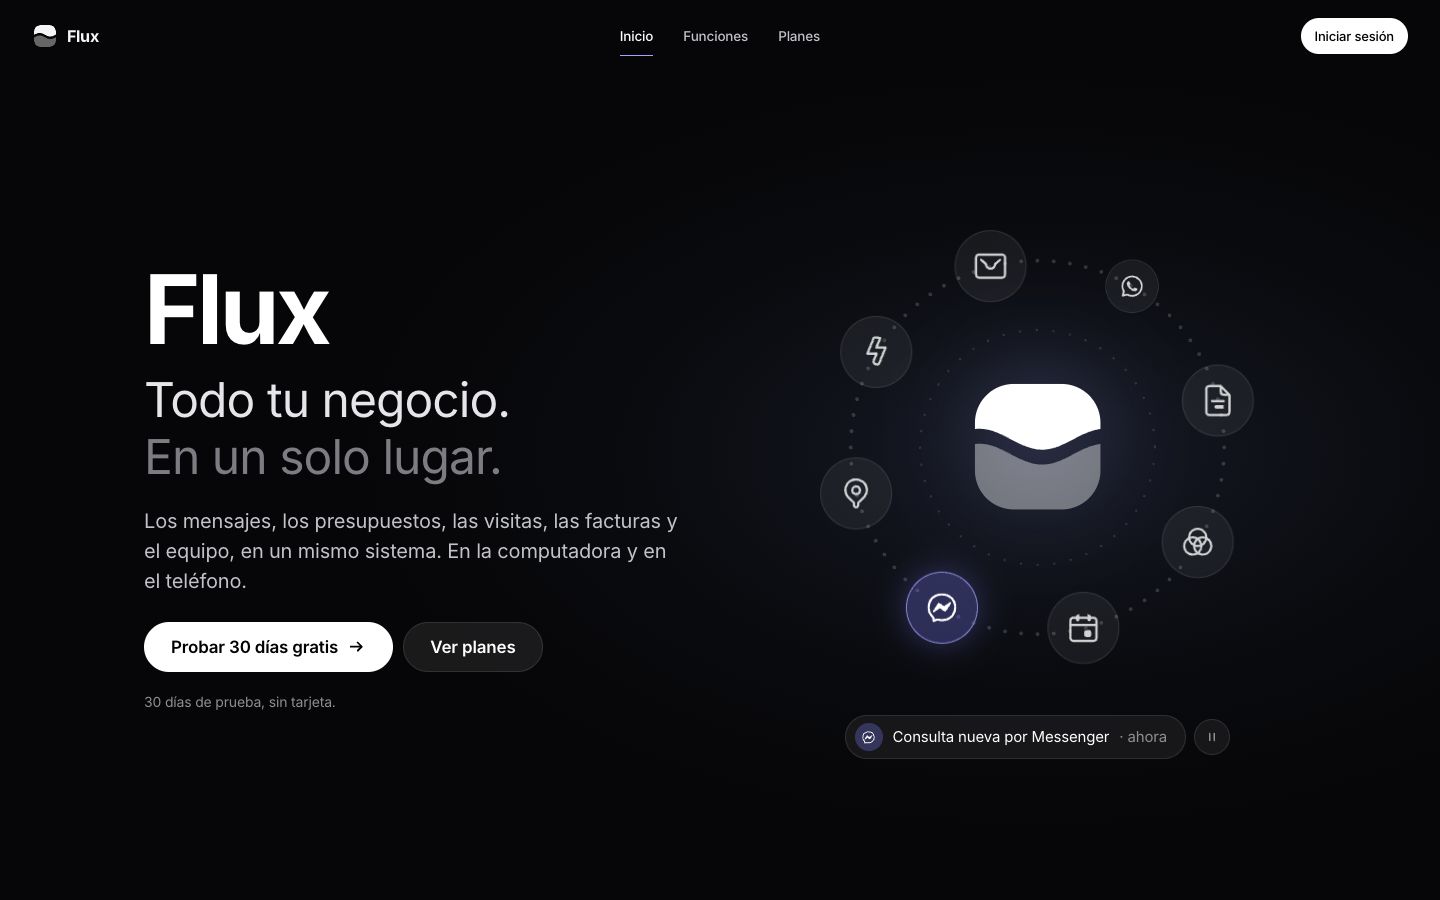 Flux
Inicio
Funciones
Planes
Iniciar sesión
Flux
Todo tu negocio.
En un solo lugar.
Los mensajes, los presupuestos, las visitas, las facturas y
el equipo, en un mismo sistema. En la computadora y en
el teléfono.
Probar 30 días gratis →
Ver planes
30 días de prueba, sin tarjeta.
Consulta nueva por Messenger · ahora